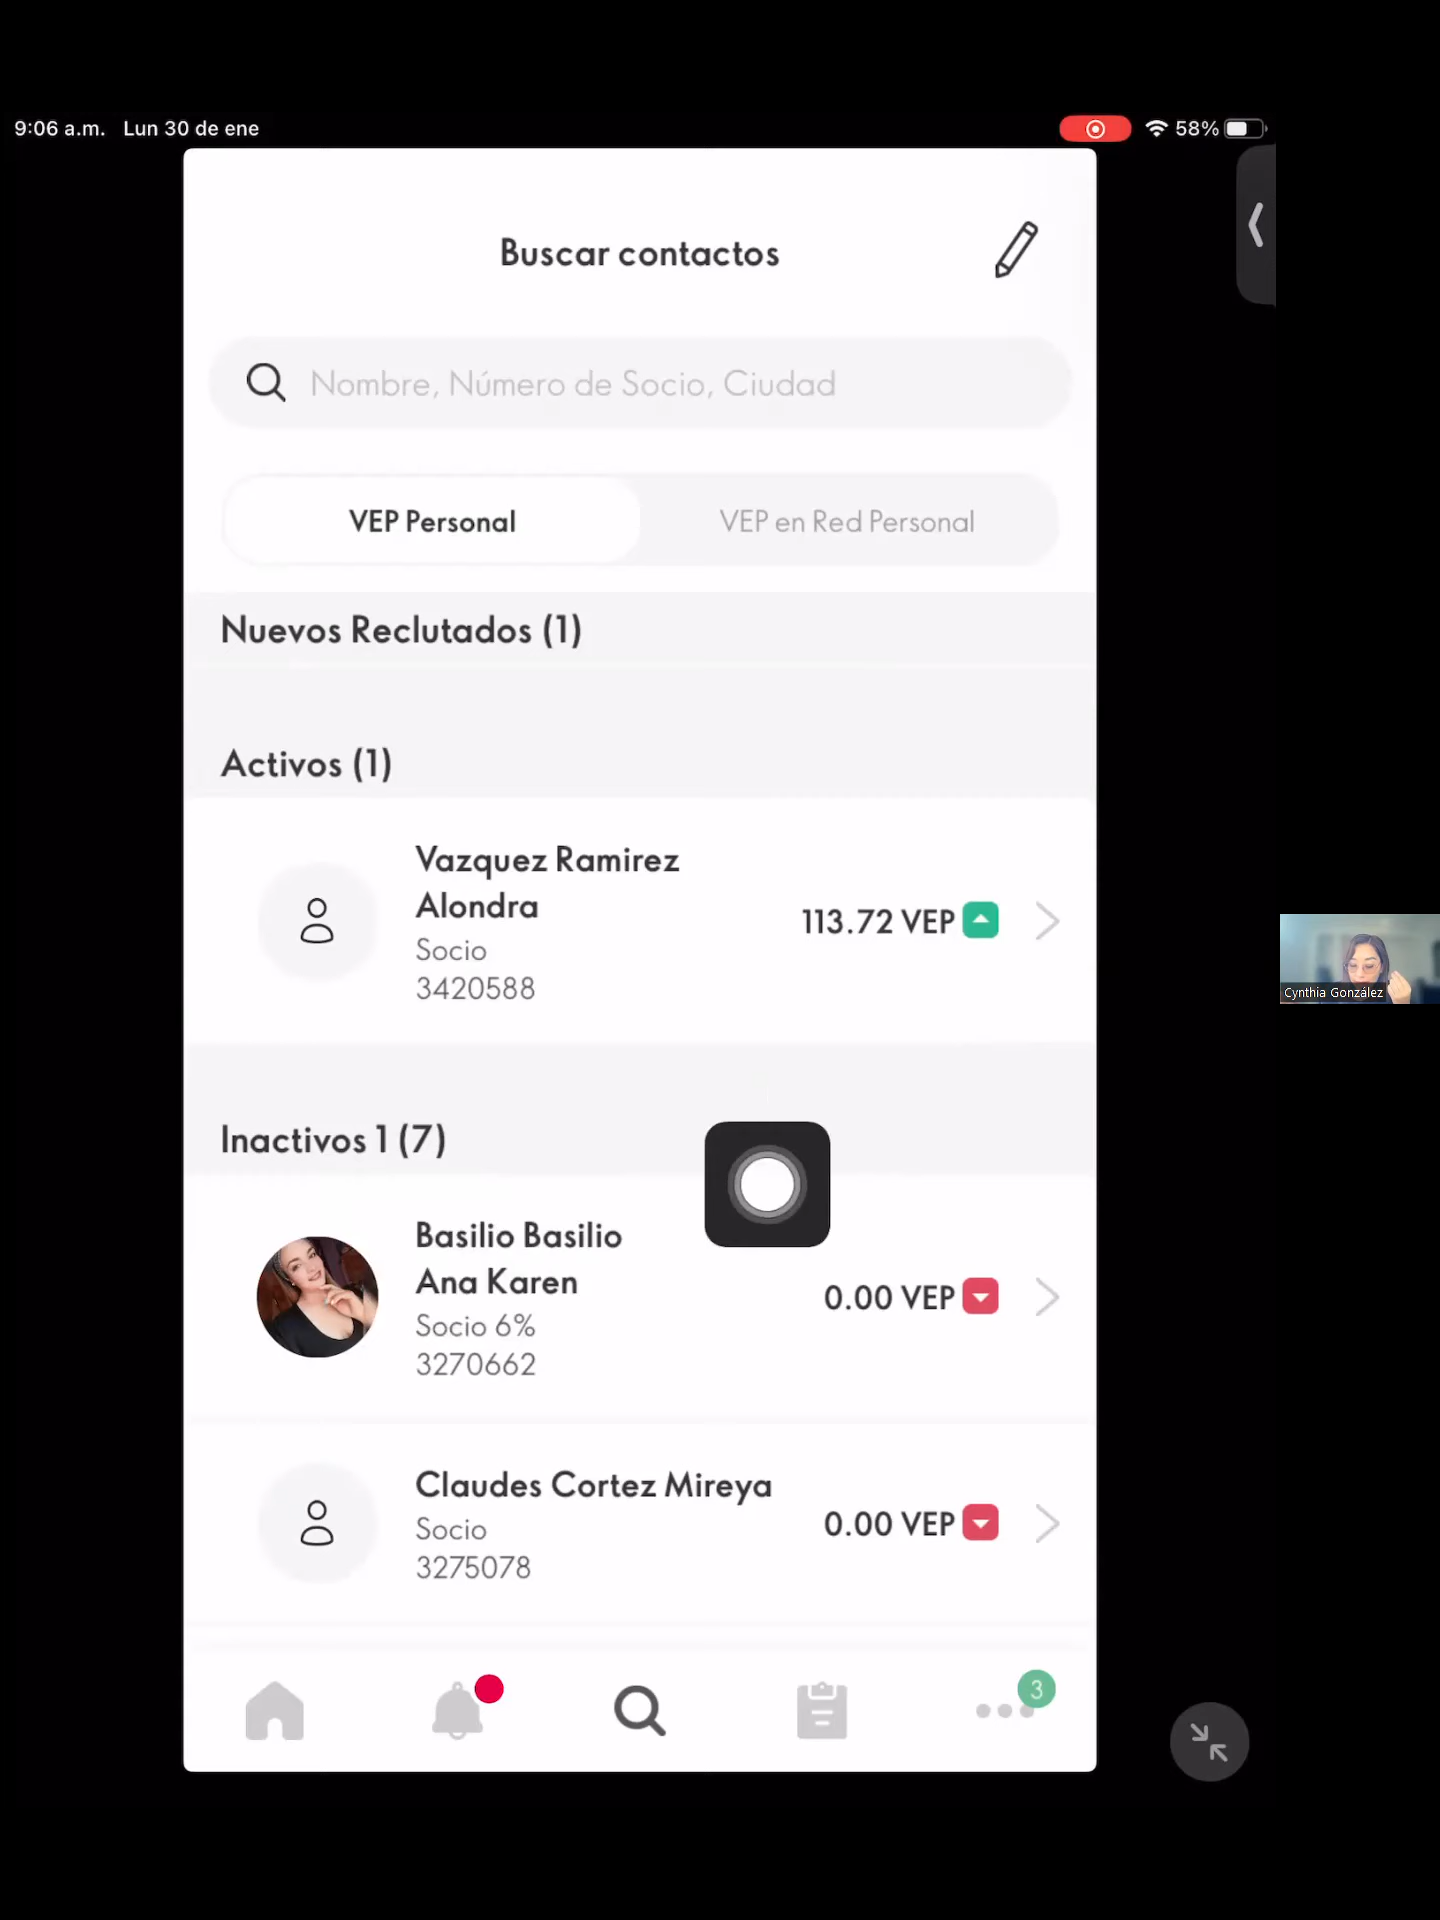 9:06 a.m. Lun 30 de ene
58%
Buscar contactos
Nombre, Número de Socio, Ciudad
VEP Personal
VEP en Red Personal
Nuevos Reclutados (1)
Activos (1)
Vazquez Ramirez
Alondra
Socio
3420588
113.72 VEP
Inactivos 1 (7)
Basilio Basilio
Ana Karen
Socio 6%
3270662
0.00 VEP
Claudes Cortez Mireya
Socio
3275078
0.00 VEP
3
Cynthia González